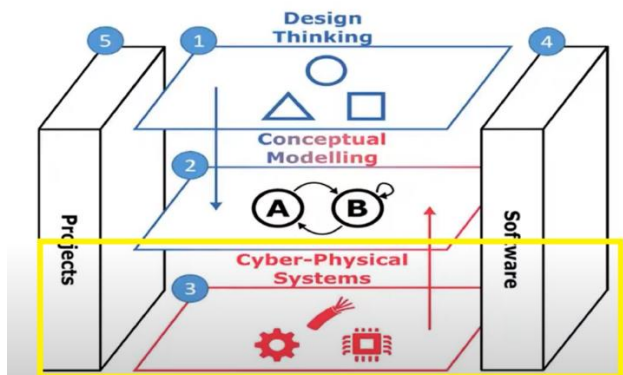 Design
Thinking
5
1
4
Conceptual
Modelling
2
A
B
Projects
Software
Cyber-Physical
Systems
3